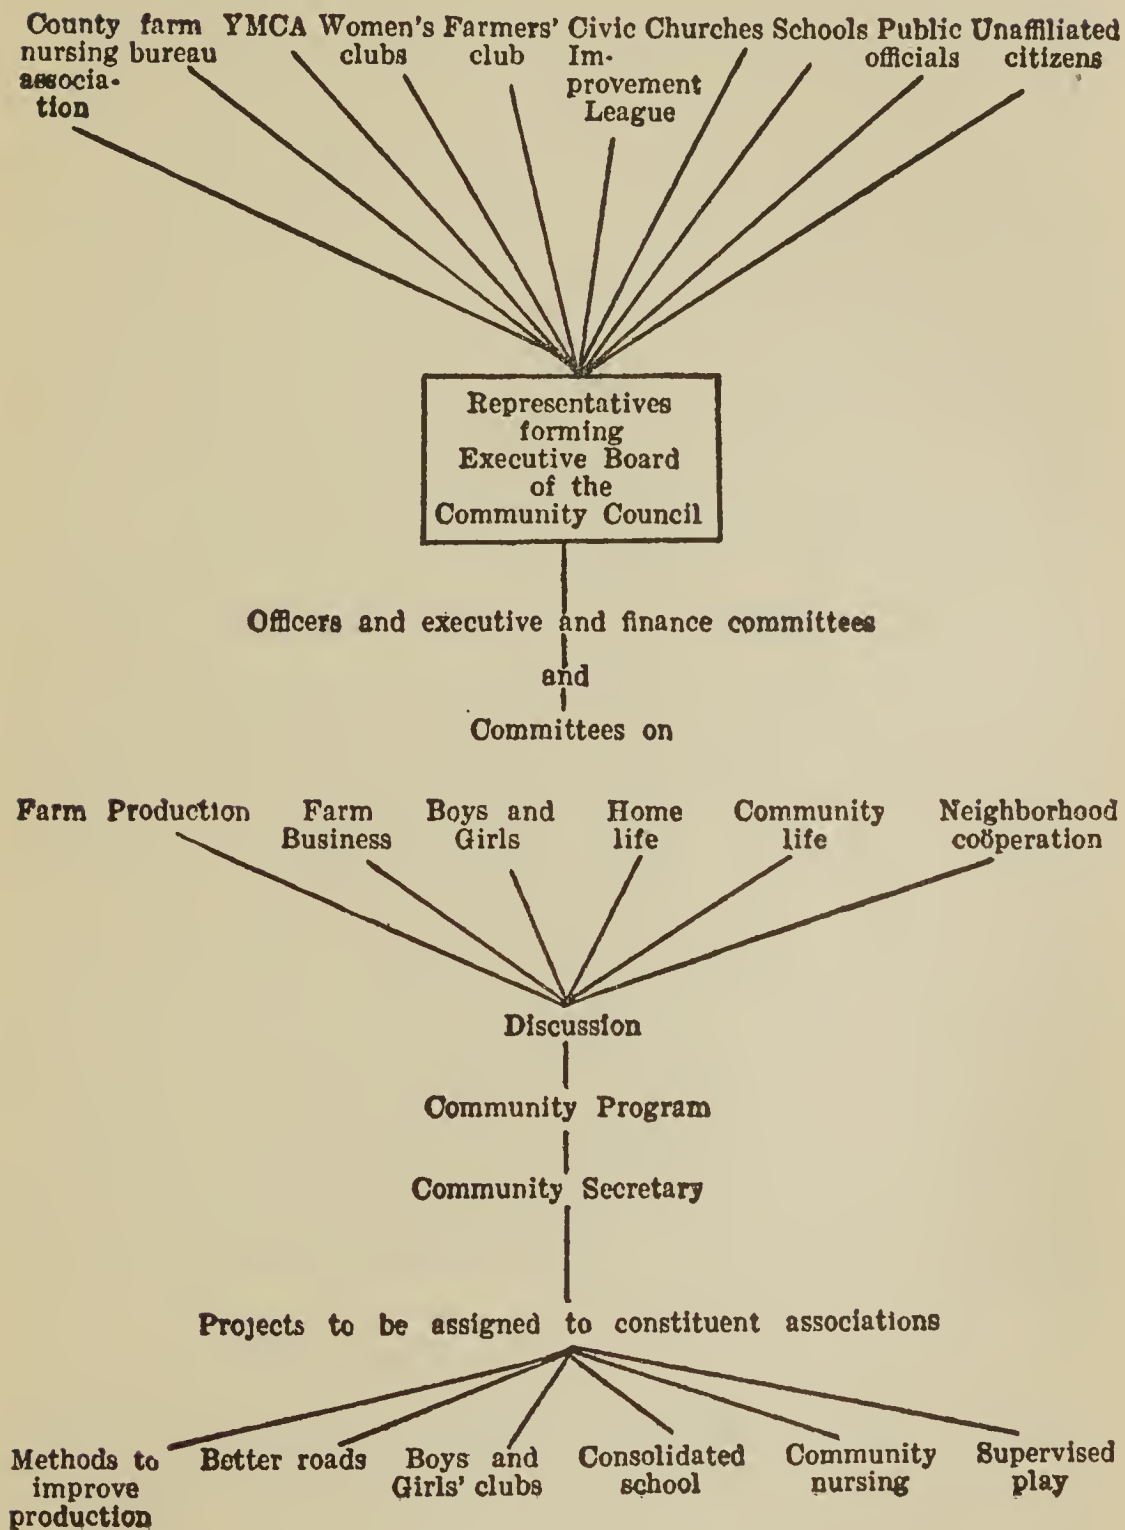 County farm YMCA Women's Farmers' Civic Churches Schools Public Unaffiliated
nursing bureau clubs club Im- officials citizens
associa- provement
tion League
Representatives
forming
Executive Board
of the
Community Council
Officers and executive and finance committees
and
Committees on
Farm Production Farm Boys and Home Community Neighborhood
Business Girls life life coöperation
Discussion
Community Program
Community Secretary
Projects to be assigned to constituent associations
Methods to Better roads Boys and Consolidated Community Supervised
improve Girls' clubs school nursing play
production